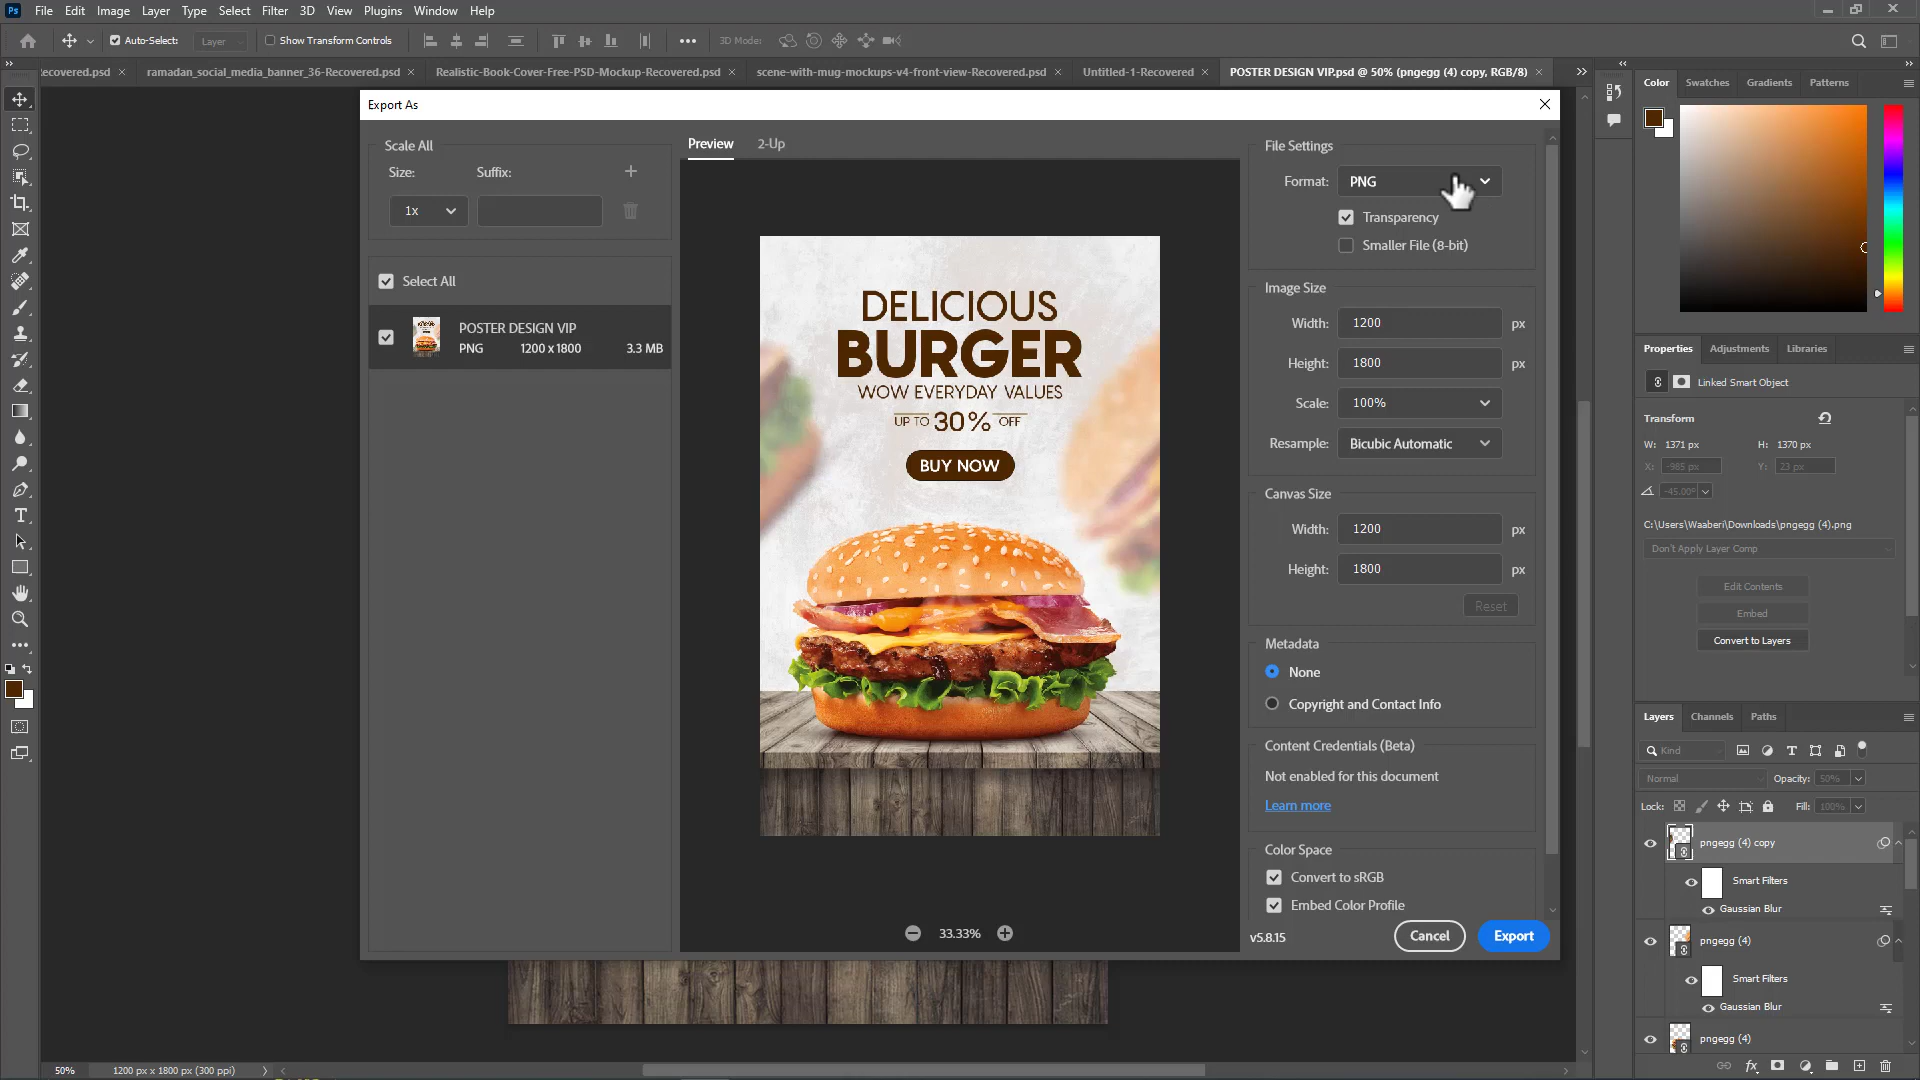 Ps File Edit Image Layer Type Select Filter 3D View Plugins Window Help
Auto-Select: Layer Show Transform Controls 3D Mode:
ecovered.psd ramadan_social_media_banner_36-Recovered.psd Realistic-Book-Cover-Free-PSD-Mockup-Recovered.psd scene-with-mug-mockups-v4-front-view-Recovered.psd Untitled-1-Recovered POSTER DESIGN VIP.psd @ 50% (pngegg (4) copy, RGB/8)
Export As
Scale All
Size: Suffix:
1x
Select All
POSTER DESIGN VIP
PNG 1200 x 1800 3.3 MB
Preview 2-Up
DELICIOUS
BURGER
WOW EVERYDAY VALUES
UP TO 30% OFF
BUY NOW
33.33%
File Settings
Format: PNG
Transparency
Smaller File (8-bit)
Image Size
Width: 1200 px
Height: 1800 px
Scale: 100%
Resample: Bicubic Automatic
Canvas Size
Width: 1200 px
Height: 1800 px
Reset
Metadata
None
Copyright and Contact Info
Content Credentials (Beta)
Not enabled for this document
Learn more
Color Space
Convert to sRGB
Embed Color Profile
v5.8.15 Cancel Export
Color Swatches Gradients Patterns
Properties Adjustments Libraries
Linked Smart Object
Transform
W: 1371 px H: 1370 px
X: -985 px Y: 23 px
-45.00°
C:\Users\Waaberi\Downloads\pngegg (4).png
Don't Apply Layer Comp
Edit Contents
Embed
Convert to Layers
Layers Channels Paths
Kind
Normal Opacity: 50%
Lock: Fill: 100%
pngegg (4) copy
Smart Filters
Gaussian Blur
pngegg (4)
Smart Filters
Gaussian Blur
pngegg (4)
50% 1200 px x 1800 px (300 ppi)